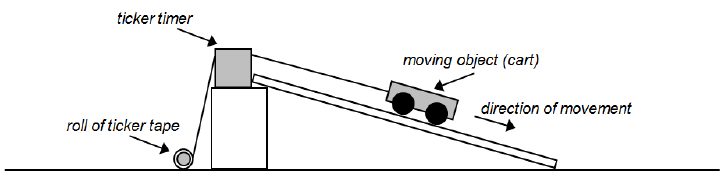 ticker timer
moving object (cart)
direction of movement
roll of ticker tape